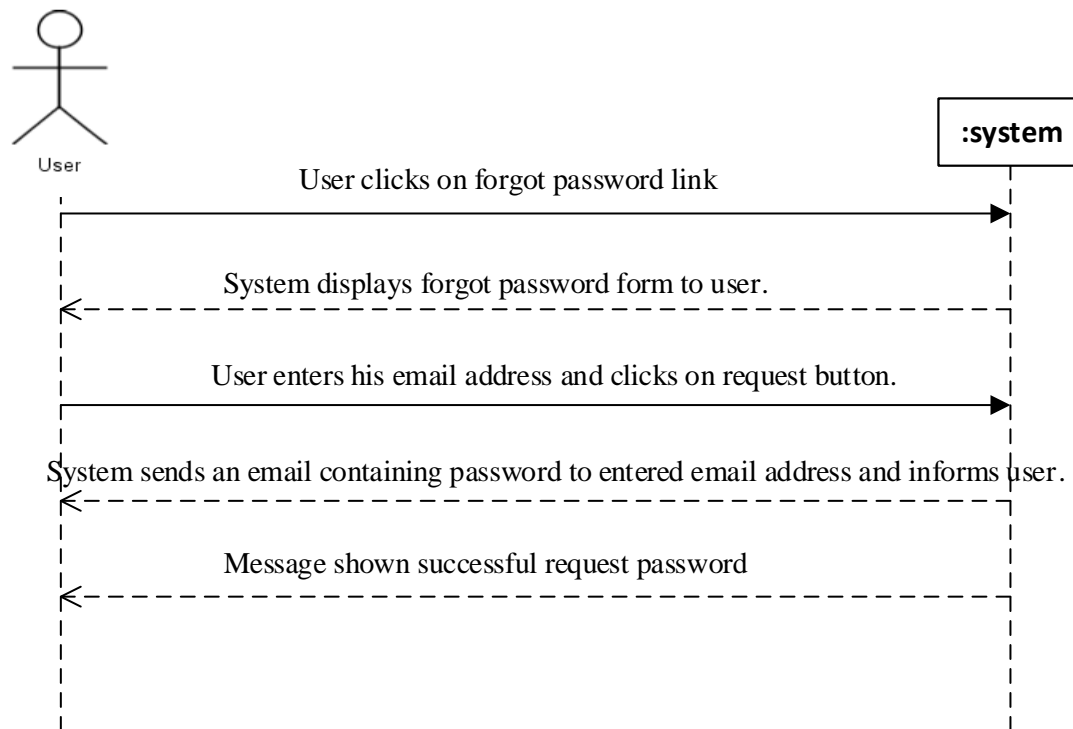 User
:system
User clicks on forgot password link
System displays forgot password form to user.
User enters his email address and clicks on request button.
System sends an email containing password to entered email address and informs user.
Message shown successful request password